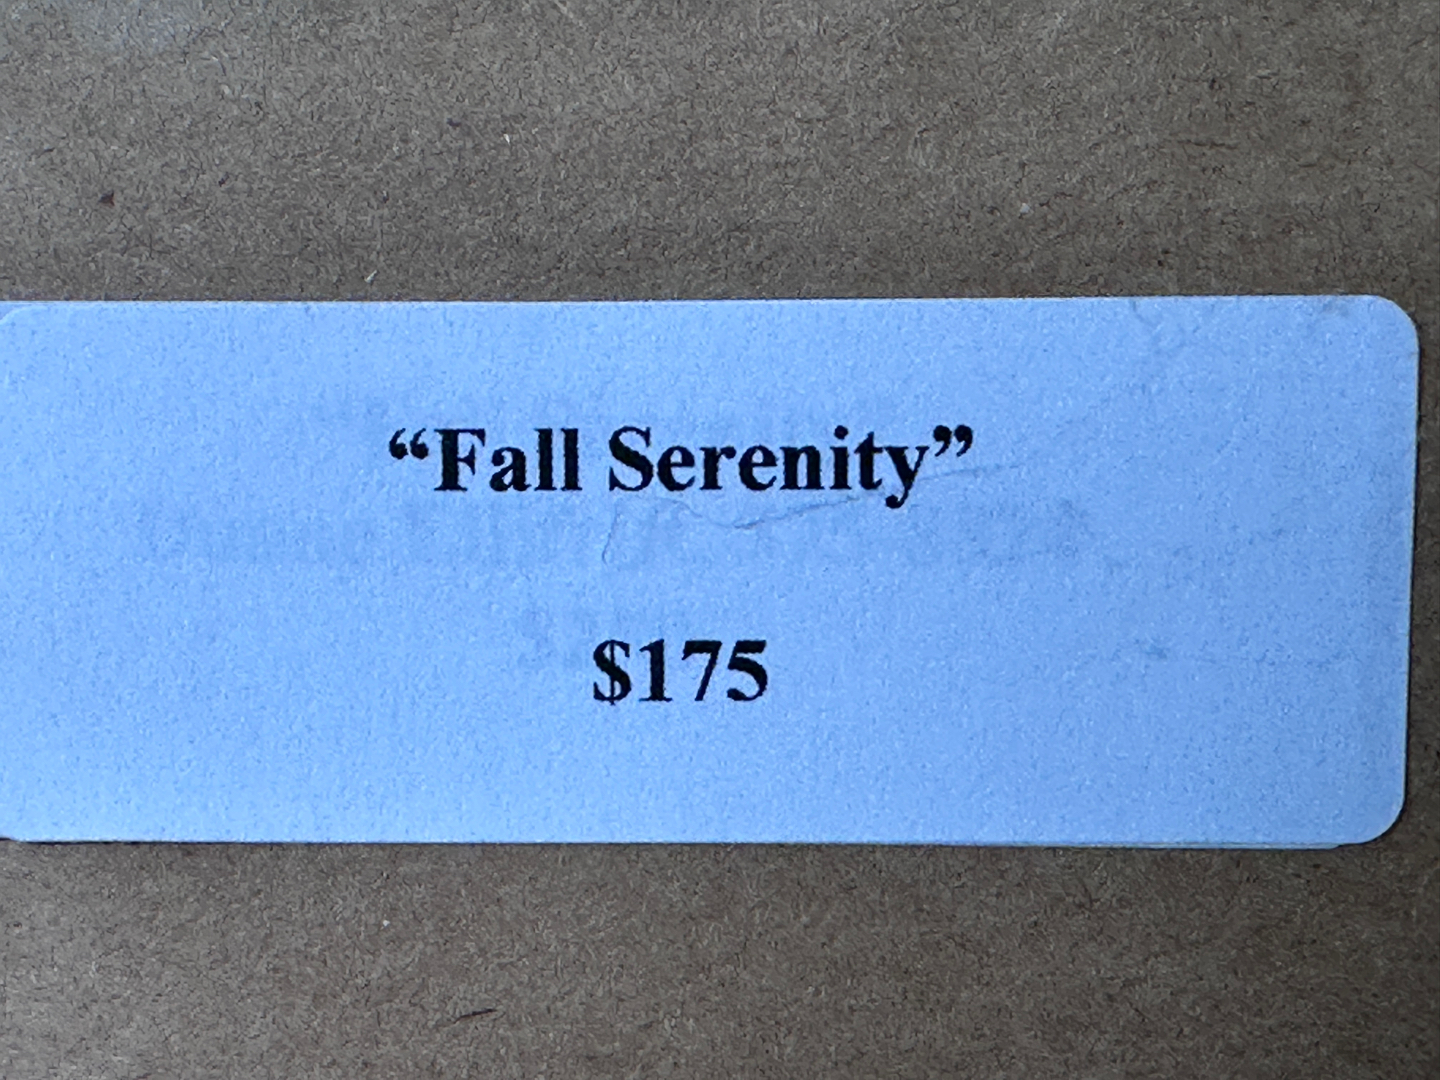 “Fall Serenity”
$175